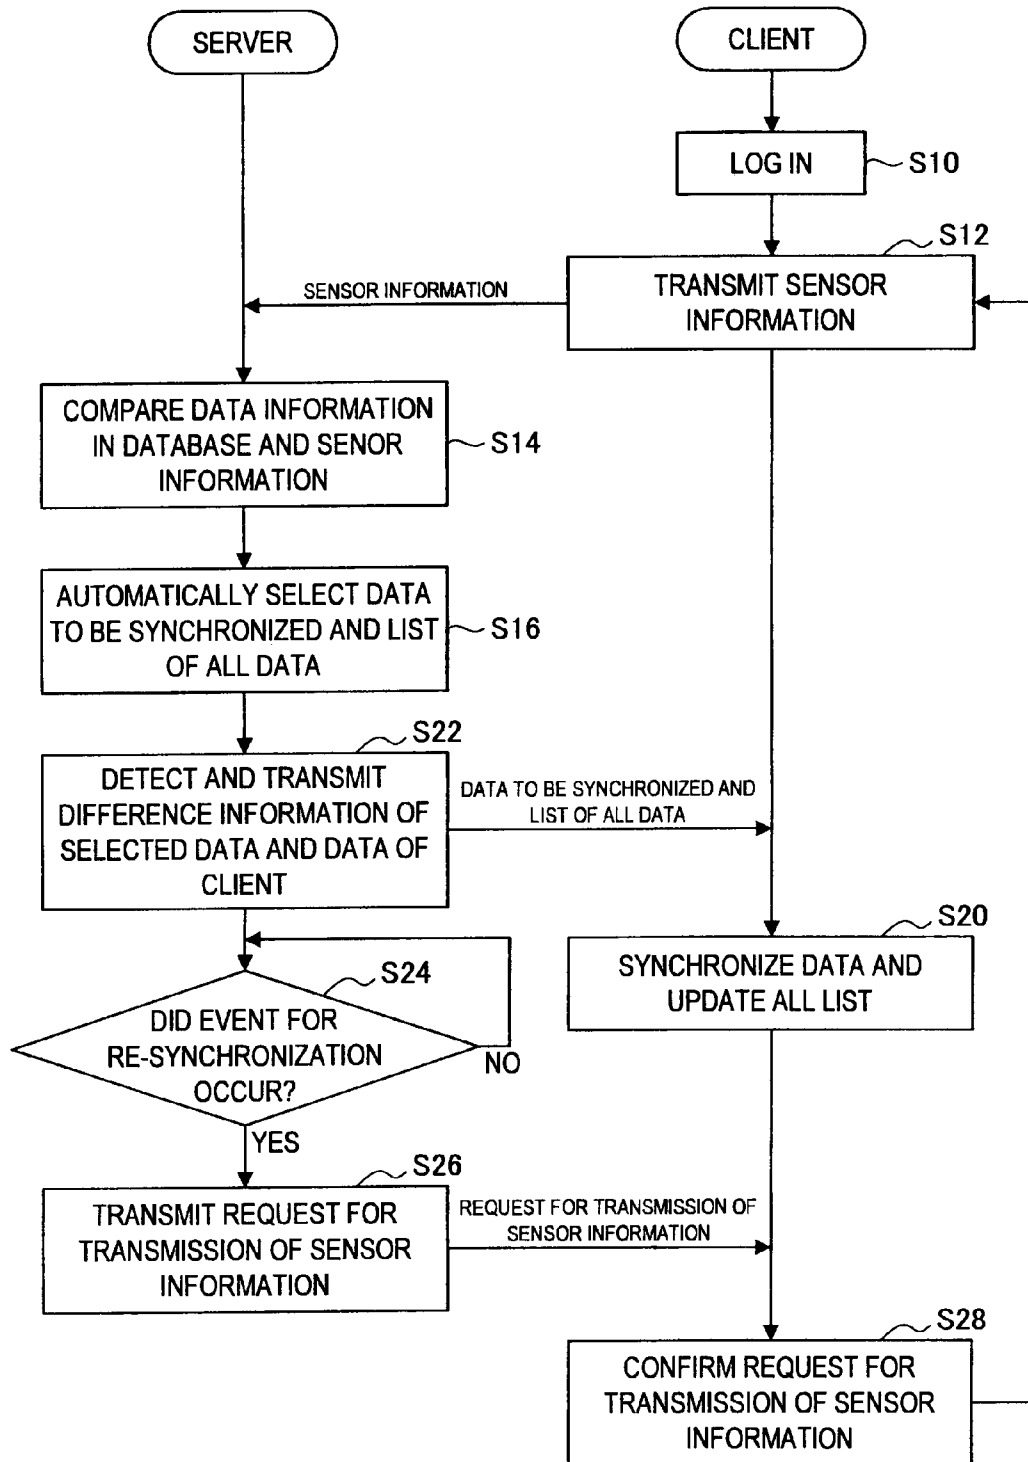 SERVER
CLIENT
LOG IN
S10
S12
TRANSMIT SENSOR
INFORMATION
SENSOR INFORMATION
COMPARE DATA INFORMATION
IN DATABASE AND SENOR
INFORMATION
S14
AUTOMATICALLY SELECT DATA
TO BE SYNCHRONIZED AND LIST
OF ALL DATA
S16
S22
DETECT AND TRANSMIT
DIFFERENCE INFORMATION OF
SELECTED DATA AND DATA OF
CLIENT
DATA TO BE SYNCHRONIZED AND
LIST OF ALL DATA
S20
SYNCHRONIZE DATA AND
UPDATE ALL LIST
S24
DID EVENT FOR
RE-SYNCHRONIZATION
OCCUR?
NO
YES
S26
TRANSMIT REQUEST FOR
TRANSMISSION OF SENSOR
INFORMATION
REQUEST FOR TRANSMISSION OF
SENSOR INFORMATION
S28
CONFIRM REQUEST FOR
TRANSMISSION OF SENSOR
INFORMATION